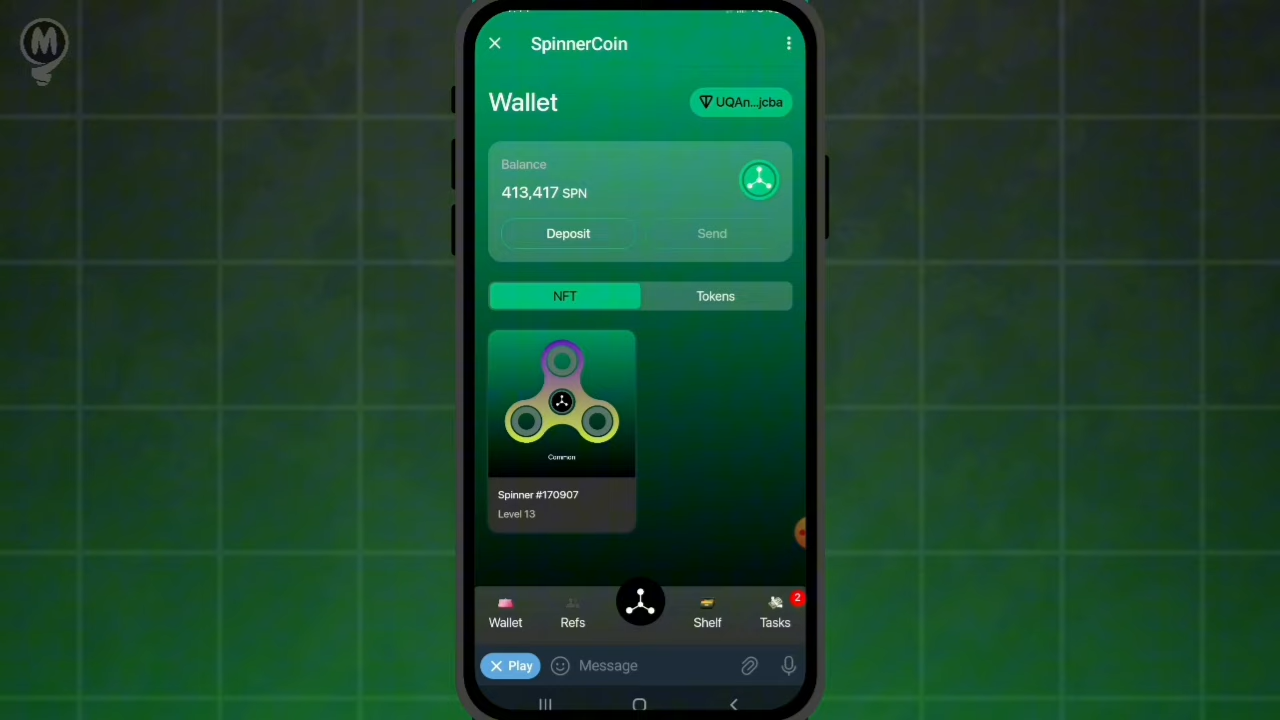 M
SpinnerCoin
Wallet
UQAn...jcba
Balance
413,417 SPN
Deposit
Send
NFT
Tokens
Common
Spinner #170907
Level 13
2
Wallet
Refs
Shelf
Tasks
Play
Message